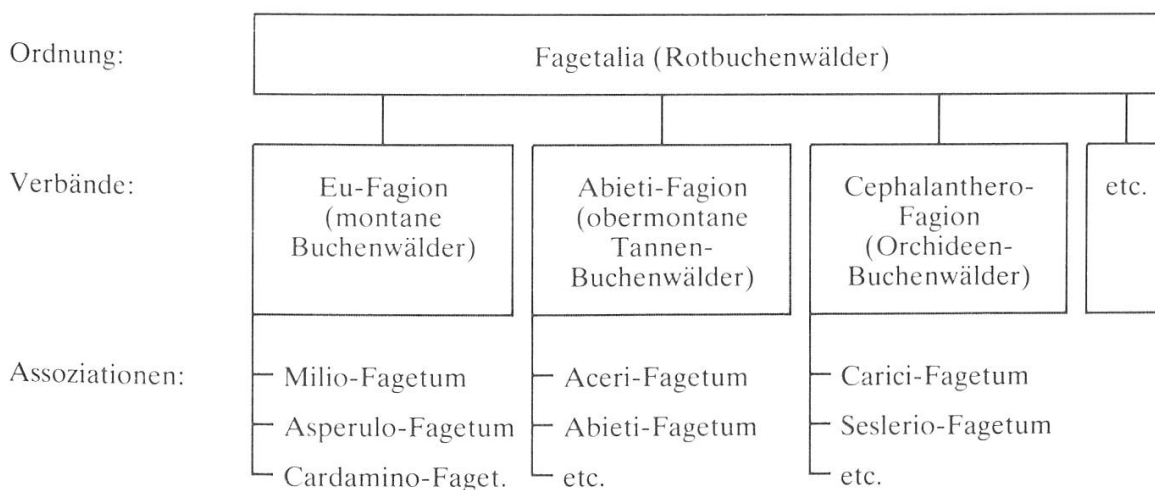 Ordnung:
Fagetalia (Rotbuchenwälder)
Verbände:
Eu-Fagion
(montane
Buchenwälder)
Abieti-Fagion
(obermontane
Tannen-
Buchenwälder)
Cephalanthero-
Fagion
(Orchideen-
Buchenwälder)
etc.
Assoziationen:
Milio-Fagetum
Asperulo-Fagetum
Cardamino-Faget.
Aceri-Fagetum
Abieti-Fagetum
etc.
Carici-Fagetum
Seslerio-Fagetum
etc.